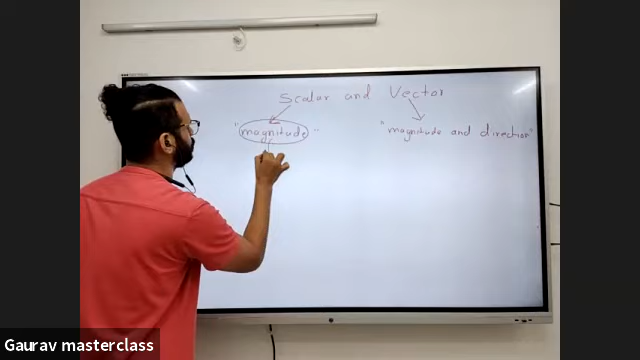 Scalar and Vector
"magnitude" "magnitude and direction"
Gaurav masterclass